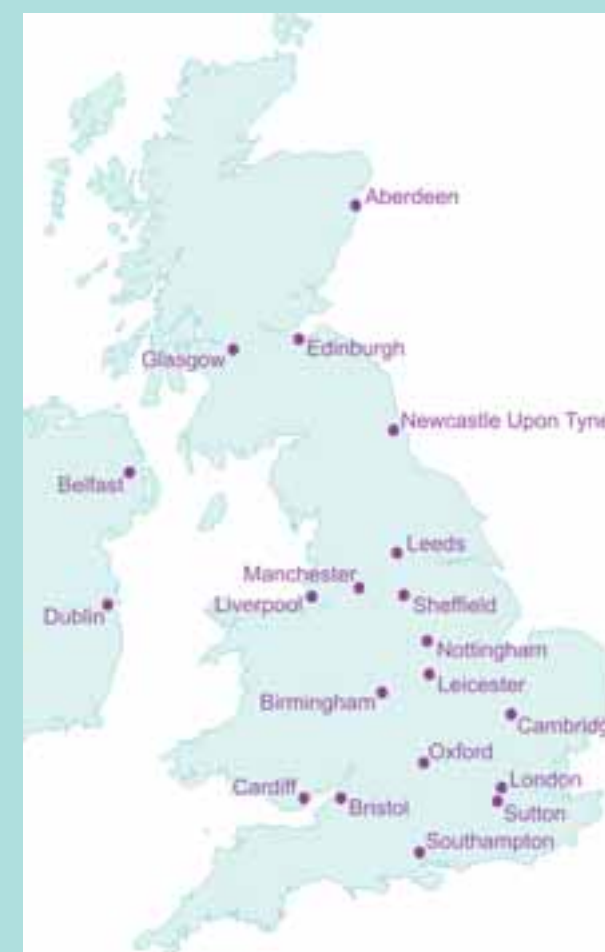 Aberdeen
Edinburgh
Glasgow
Newcastle Upon Tyne
Belfast
Leeds
Manchester
Liverpool
Sheffield
Dublin
Nottingham
Leicester
Birmingham
Cambridg
Oxford
London
Cardiff
Bristol
Sutton
Southampton